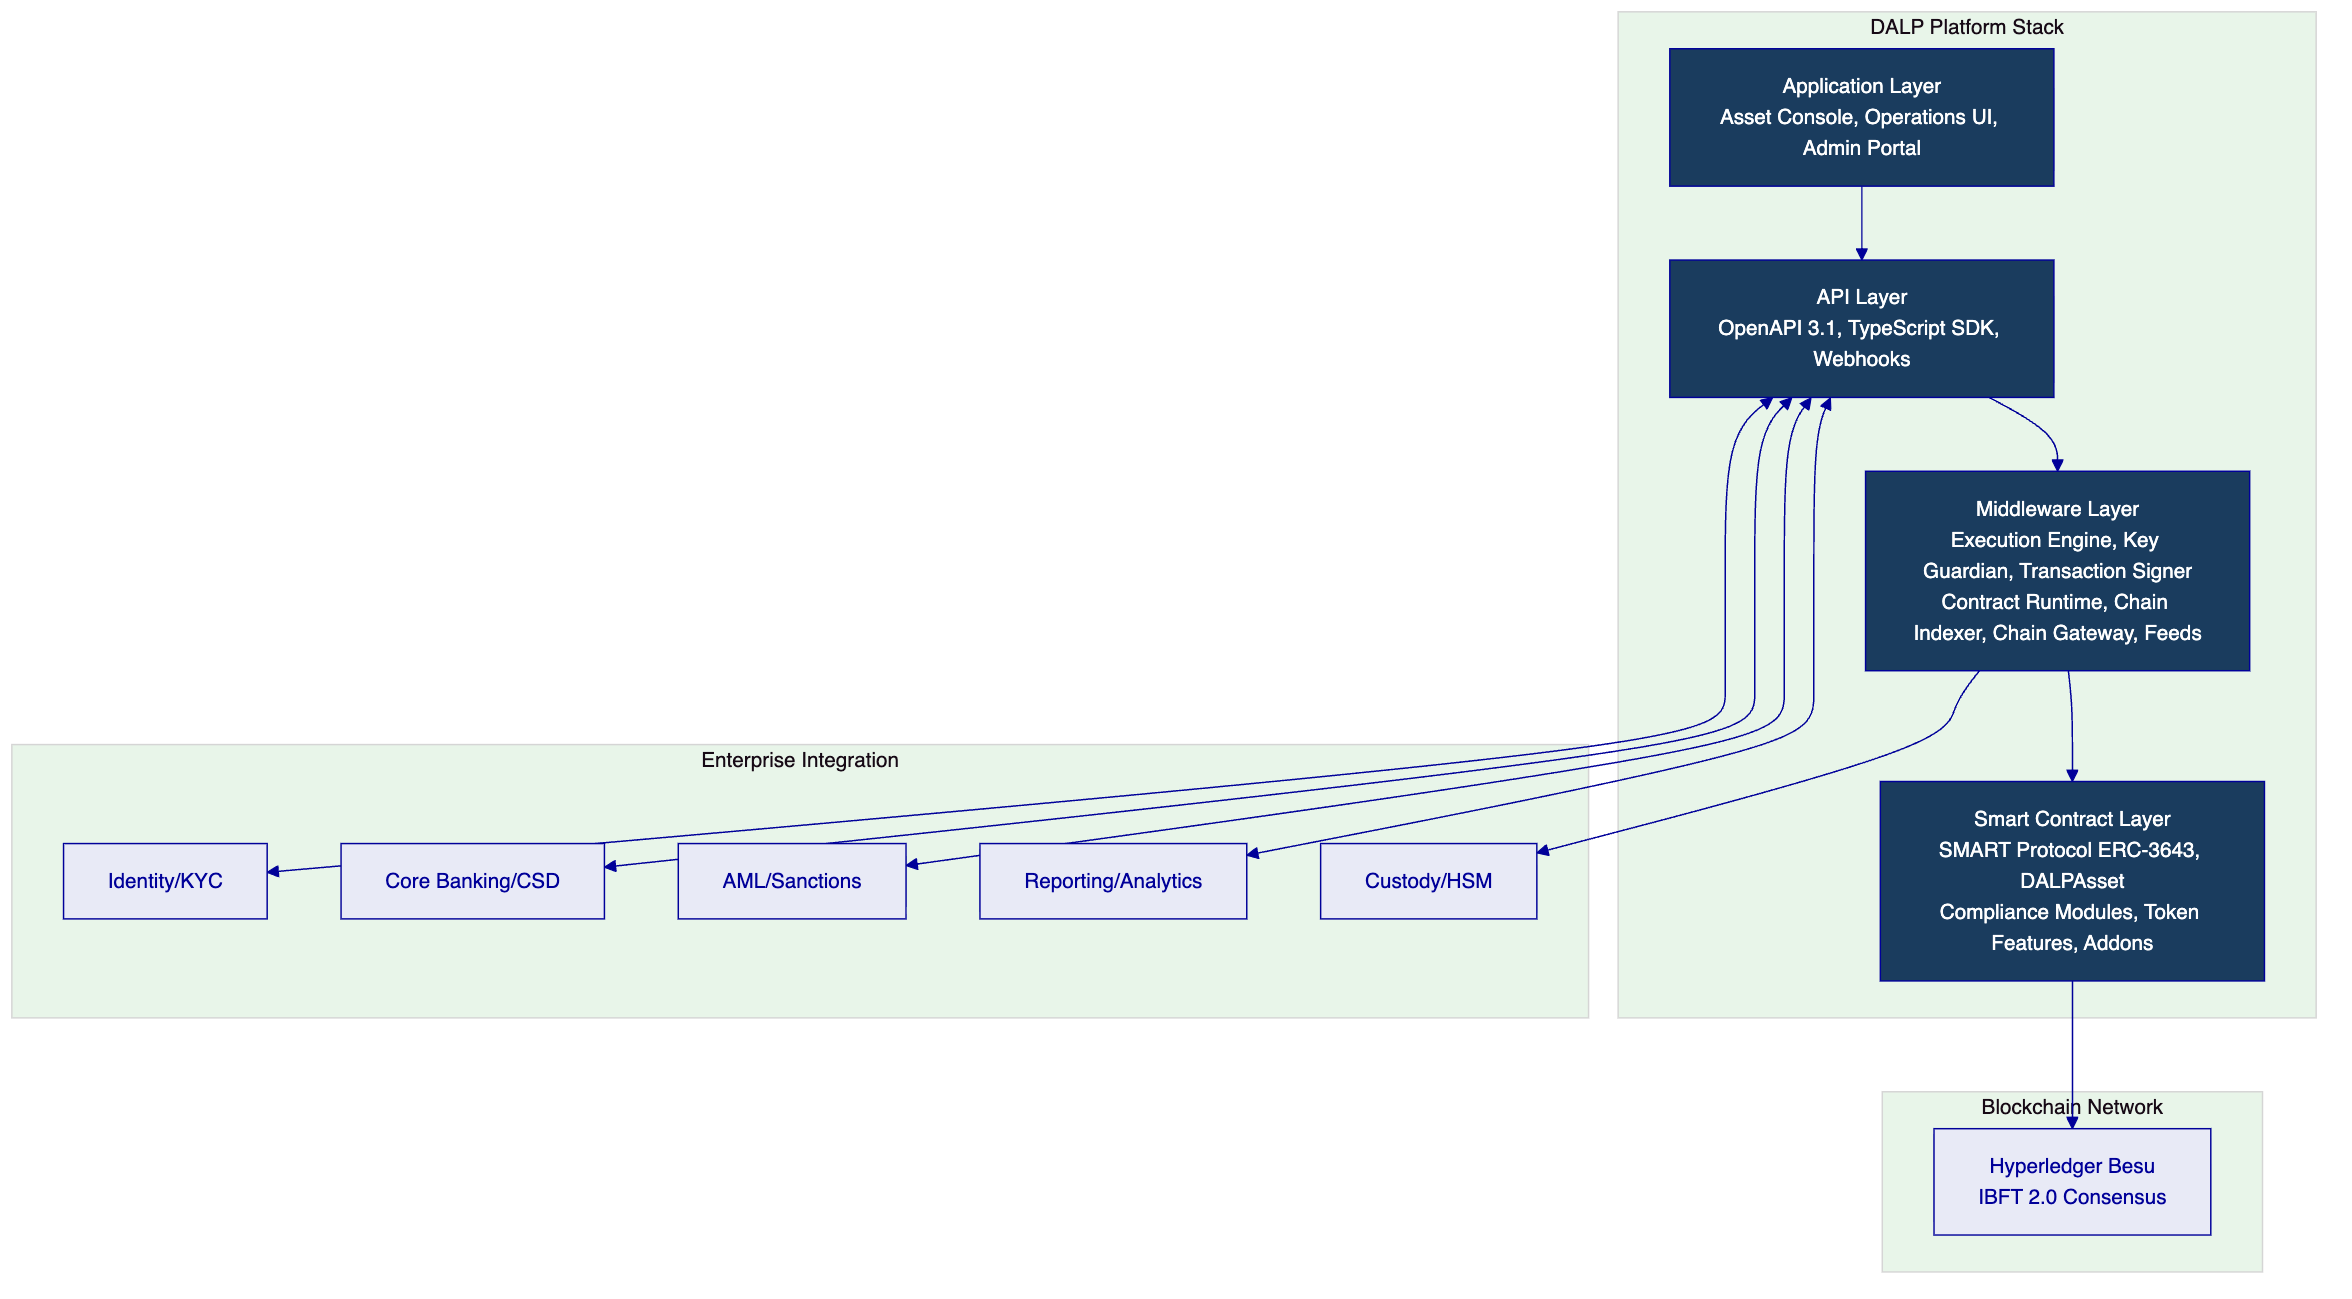 DALP Platform Stack
Application Layer
Asset Console, Operations UI,
Admin Portal
API Layer
OpenAPI 3.1, TypeScript SDK,
Webhooks
Middleware Layer
Execution Engine, Key
Guardian, Transaction Signer
Contract Runtime, Chain
Indexer, Chain Gateway, Feeds
Enterprise Integration
Identity/KYC
Core Banking/CSD
AML/Sanctions
Reporting/Analytics
Custody/HSM
Smart Contract Layer
SMART Protocol ERC-3643,
DALPAsset
Compliance Modules, Token
Features, Addons
Blockchain Network
Hyperledger Besu
IBFT 2.0 Consensus